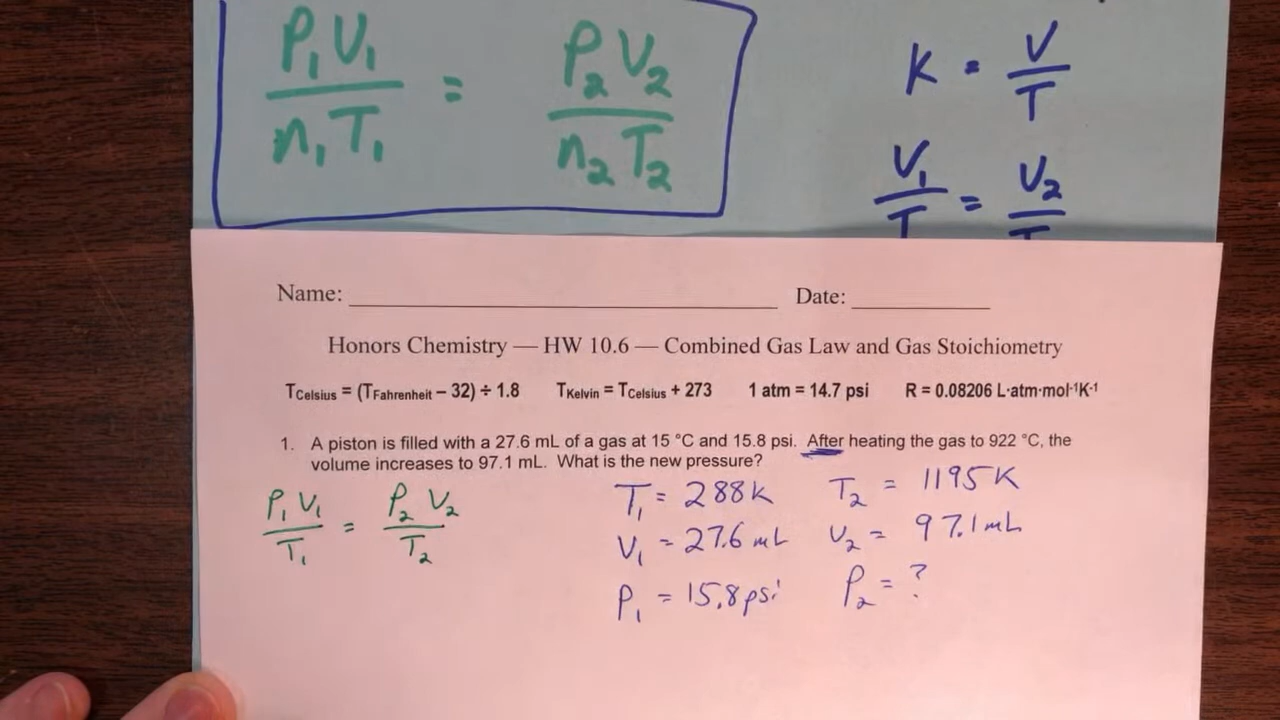 P₁V₁ / n₁T₁ = P₂V₂ / n₂T₂
K = V / T
V₁ / T = V₂ / T
Name: Date:
Honors Chemistry — HW 10.6 — Combined Gas Law and Gas Stoichiometry
TCelsius = (TFahrenheit – 32) ÷ 1.8 TKelvin = TCelsius + 273 1 atm = 14.7 psi R = 0.08206 L·atm·mol⁻¹K⁻¹
1. A piston is filled with a 27.6 mL of a gas at 15 °C and 15.8 psi. After heating the gas to 922 °C, the
volume increases to 97.1 mL. What is the new pressure?
P₁V₁ / T₁ = P₂V₂ / T₂
T₁ = 288K T₂ = 1195K
V₁ = 27.6 mL V₂ = 97.1 mL
P₁ = 15.8 psi P₂ = ?